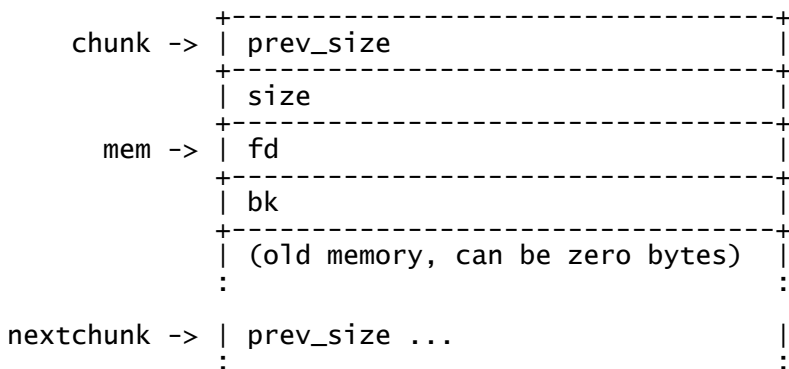 +----------------------------------+
chunk -> | prev_size |
+----------------------------------+
| size |
+----------------------------------+
mem -> | fd |
+----------------------------------+
| bk |
+----------------------------------+
| (old memory, can be zero bytes) |
: :
nextchunk -> | prev_size ... |
: :